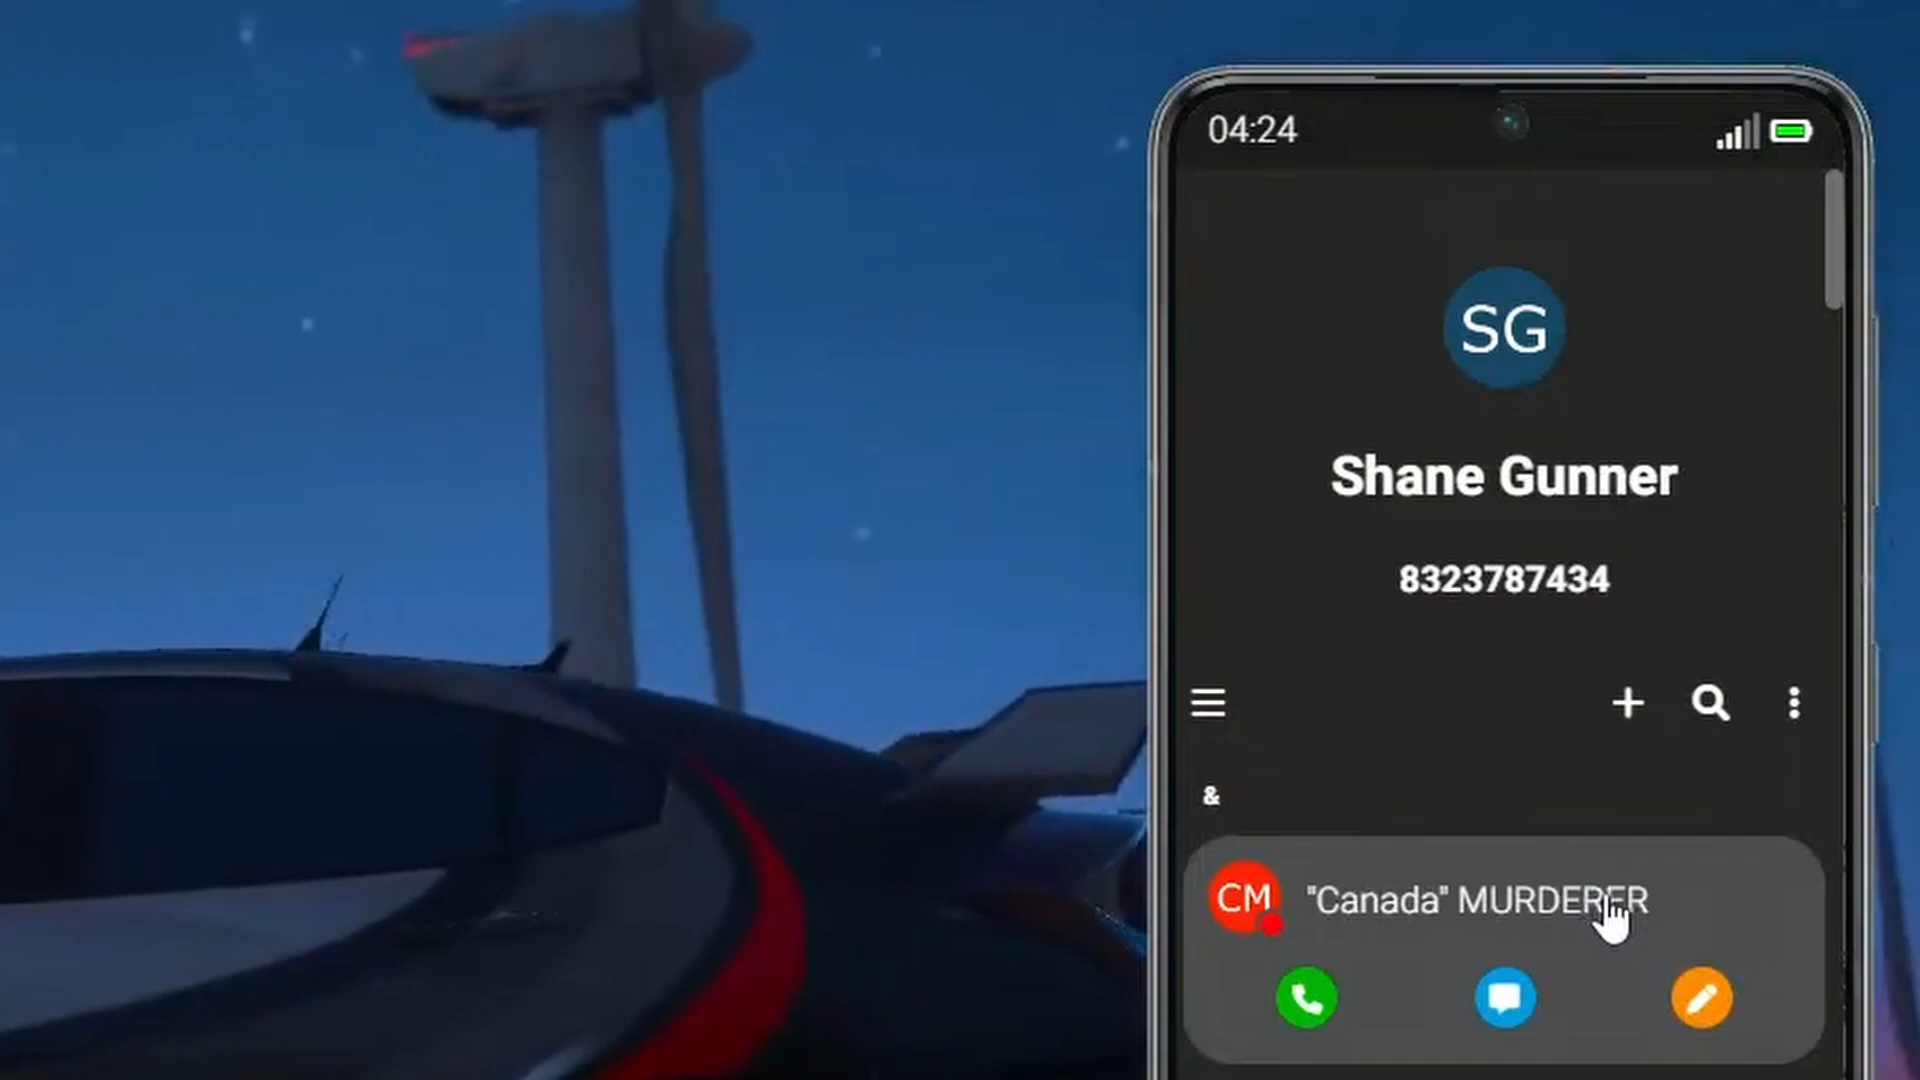 04:24
SG
Shane Gunner
8323787434
&
CM
"Canada" MURDERER